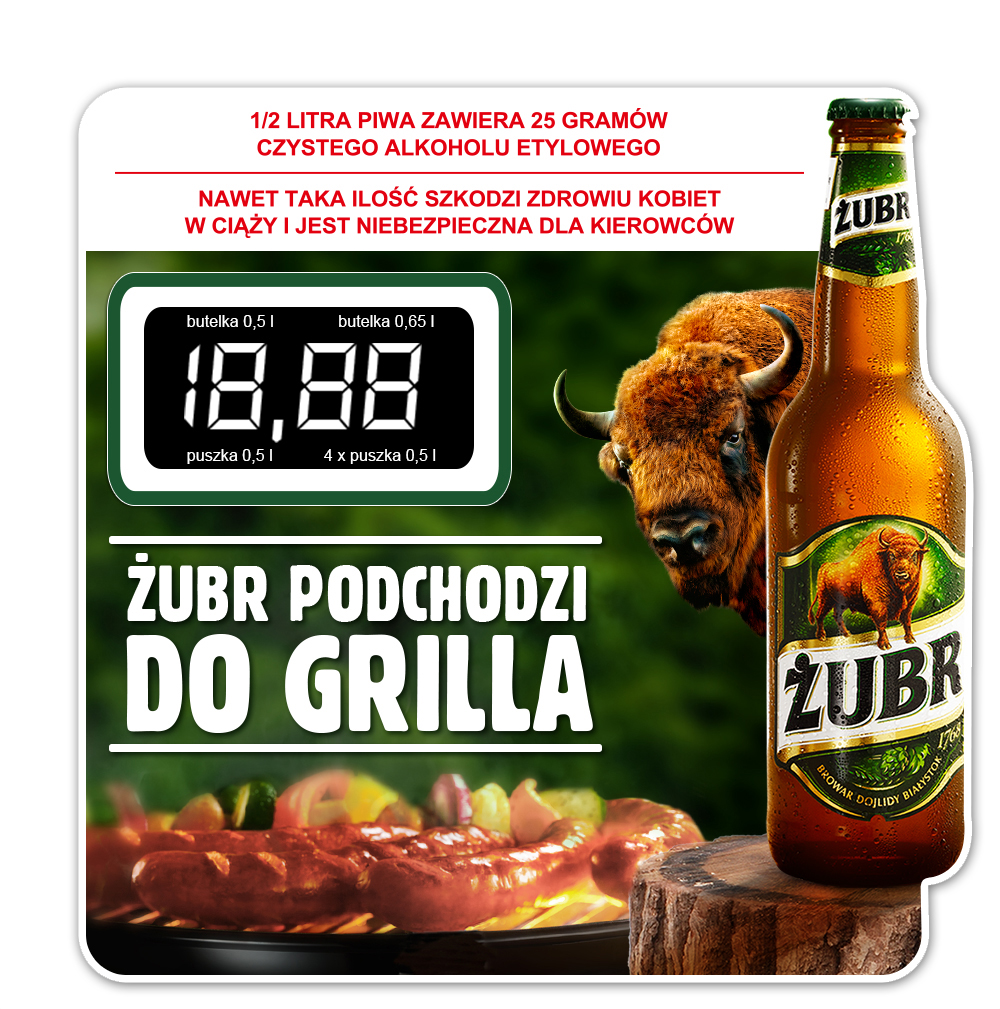 1/2 LITRA PIWA ZAWIERA 25 GRAMÓW
CZYSTEGO ALKOHOLU ETYLOWEGO
NAWET TAKA ILOŚĆ SZKODZI ZDROWIU KOBIET
W CIĄŻY I JEST NIEBEZPIECZNA DLA KIEROWCÓW
ŻUBR
1768
butelka 0,5 l butelka 0,65 l
18,88
puszka 0,5 l 4 x puszka 0,5 l
ŻUBR PODCHODZI
DO GRILLA
ŻUBR
1768
BROWAR DOJLIDY BIAŁYSTOK